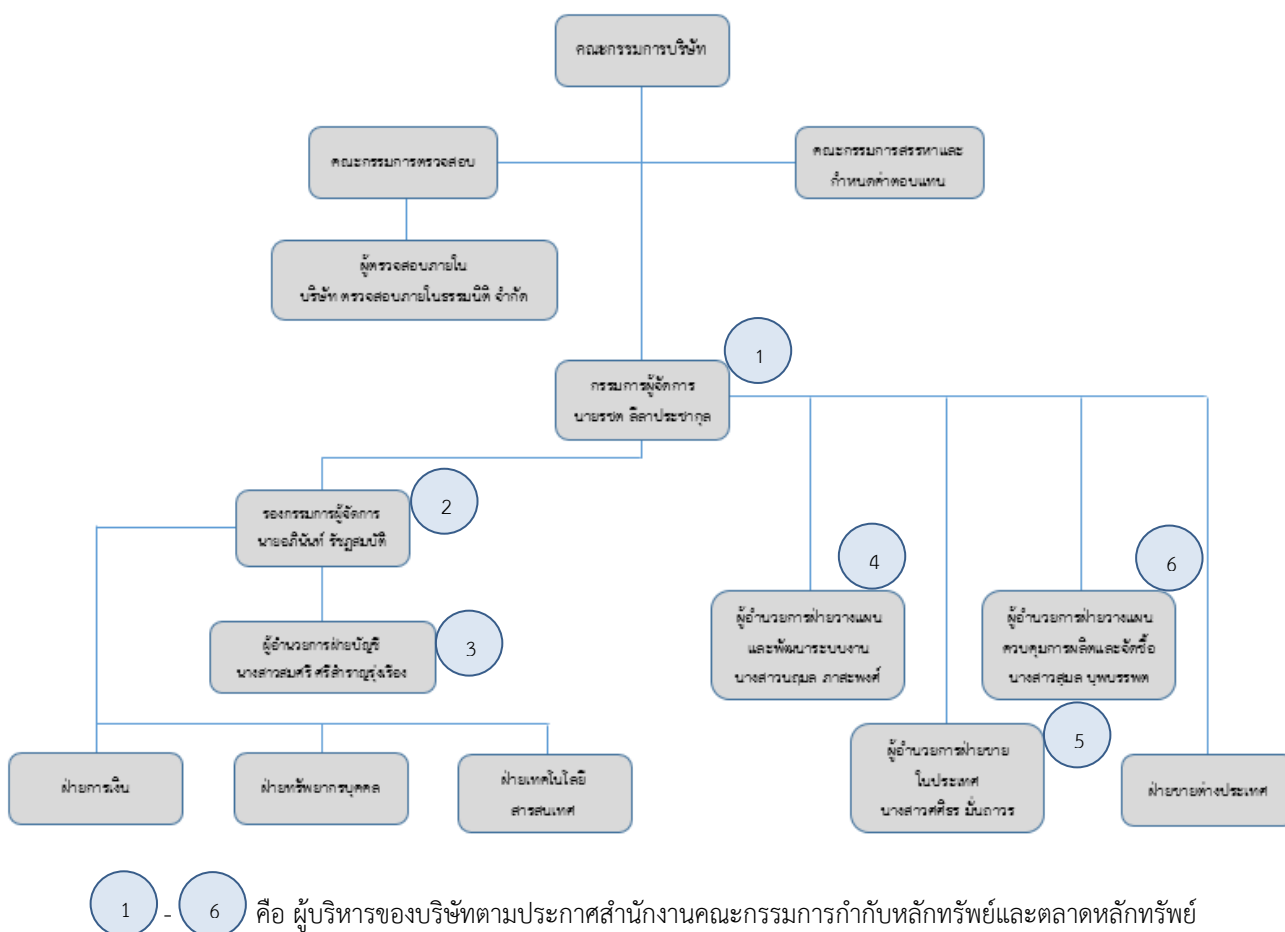 คณะกรรมการบริษัท
คณะกรรมการตรวจสอบ
คณะกรรมการสรรหาและ
กำหนดค่าตอบแทน
ผู้ตรวจสอบภายใน
บริษัท ตรวจสอบภายในธรรมนิติ จำกัด
1
กรรมการผู้จัดการ
นายรชต ลีลาประชากุล
2
รองกรรมการผู้จัดการ
นายอภินันท์ รัชฎสมบัติ
3
ผู้อำนวยการฝ่ายบัญชี
นางสาวสมศรี ศรีสำราญรุ่งเรือง
4
ผู้อำนวยการฝ่ายวางแผน
และพัฒนาระบบงาน
นางสาวนฤมล ภาสะพงศ์
6
ผู้อำนวยการฝ่ายวางแผน
ควบคุมการผลิตและจัดซื้อ
นางสาวสุมล บุพบรรพต
5
ผู้อำนวยการฝ่ายขาย
ในประเทศ
นางสาวศศิธร มั่นถาวร
ฝ่ายการเงิน
ฝ่ายทรัพยากรบุคคล
ฝ่ายเทคโนโลยี
สารสนเทศ
ฝ่ายขายต่างประเทศ
1 - 6 คือ ผู้บริหารของบริษัทตามประกาศสำนักงานคณะกรรมการกำกับหลักทรัพย์และตลาดหลักทรัพย์